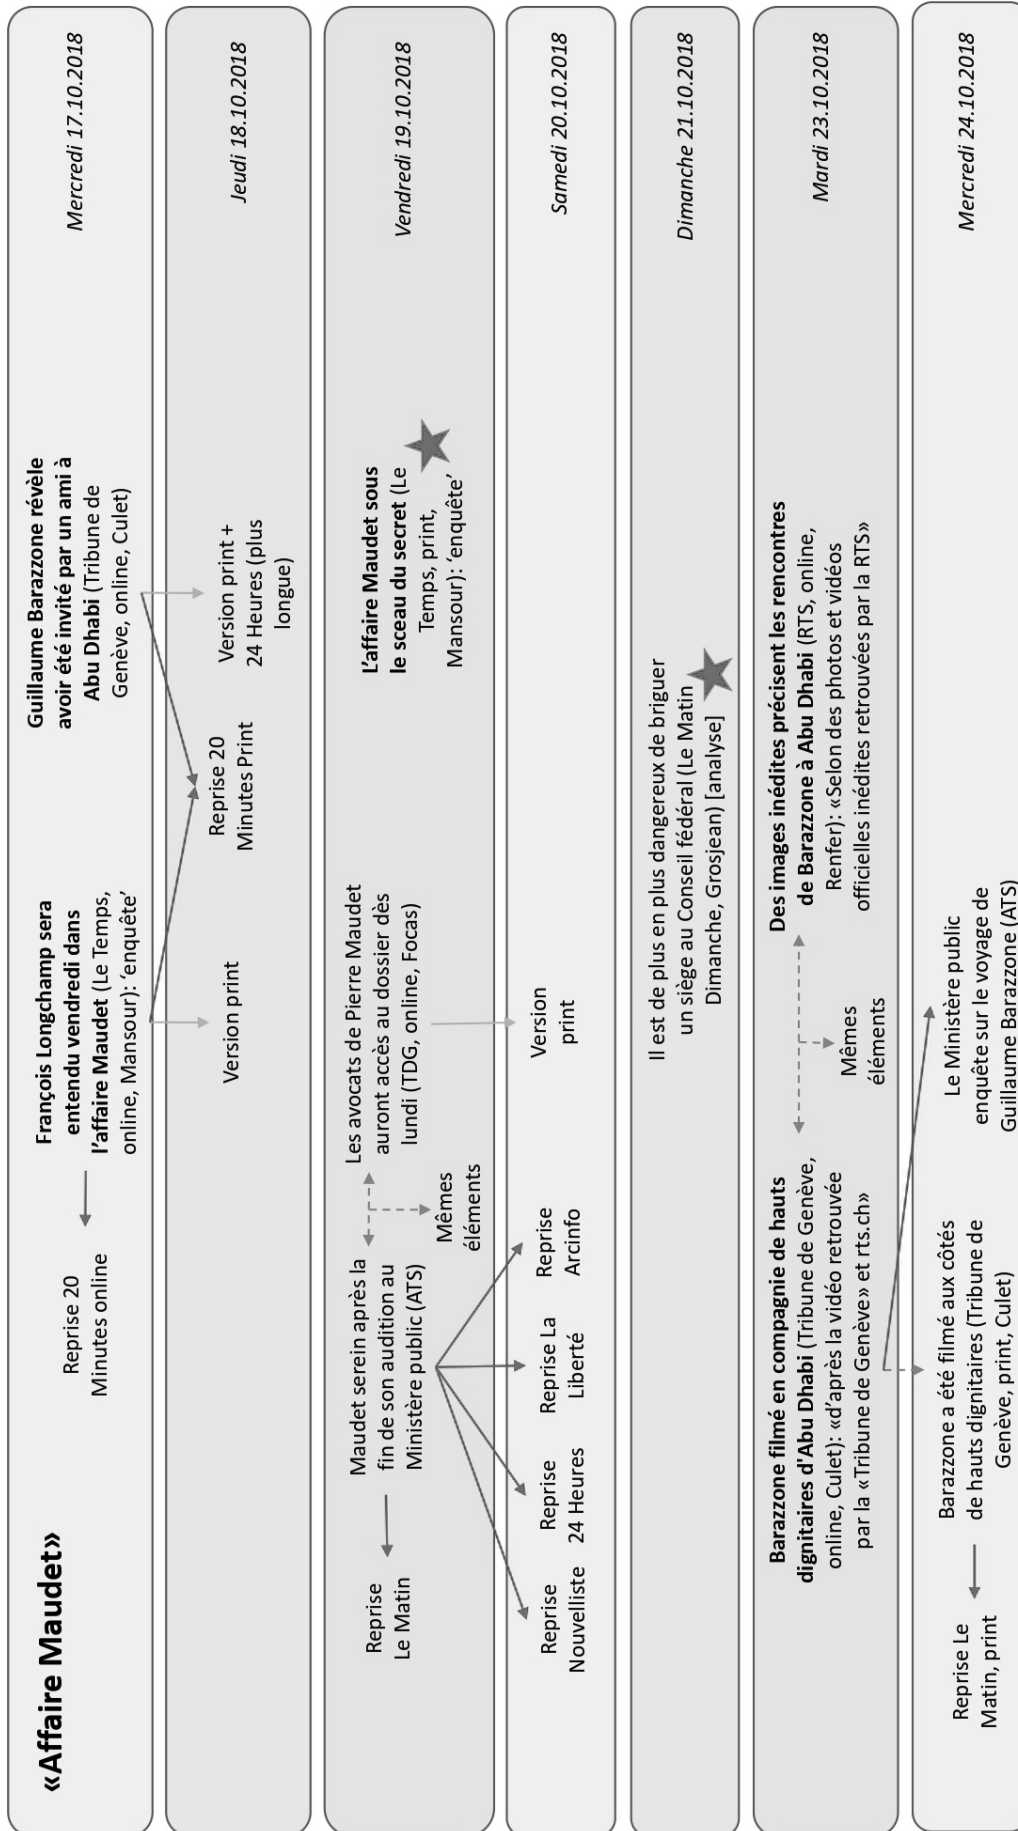 «Affaire Maudet»
Mercredi 17.10.2018
Reprise 20
Minutes online
François Longchamp sera
entendu vendredi dans
l'affaire Maudet (Le Temps,
online, Mansour): 'enquête'
Guillaume Barazzone révèle
avoir été invité par un ami à
Abu Dhabi (Tribune de
Genève, online, Culet)
Jeudi 18.10.2018
Version print
Reprise 20
Minutes Print
Version print +
24 Heures (plus
longue)
Vendredi 19.10.2018
Reprise
Le Matin
Maudet serein après la
fin de son audition au
Ministère public (ATS)
Mêmes
éléments
Les avocats de Pierre Maudet
auront accès au dossier dès
lundi (TDG, online, Focas)
L'affaire Maudet sous
le sceau du secret (Le
Temps, print,
Mansour): 'enquête'
Samedi 20.10.2018
Reprise
Nouvelliste
Reprise
24 Heures
Reprise La
Liberté
Reprise
Arcinfo
Version
print
Dimanche 21.10.2018
Il est de plus en plus dangereux de briguer
un siège au Conseil fédéral (Le Matin
Dimanche, Grosjean) [analyse]
Mardi 23.10.2018
Barazzone filmé en compagnie de hauts
dignitaires d'Abu Dhabi (Tribune de Genève,
online, Culet): «d'après la vidéo retrouvée
par la «Tribune de Genève» et rts.ch»
Mêmes
éléments
Des images inédites précisent les rencontres
de Barazzone à Abu Dhabi (RTS, online,
Renfer): «Selon des photos et vidéos
officielles inédites retrouvées par la RTS»
Mercredi 24.10.2018
Reprise Le
Matin, print
Barazzone a été filmé aux côtés
de hauts dignitaires (Tribune de
Genève, print, Culet)
Le Ministère public
enquête sur le voyage de
Guillaume Barazzone (ATS)